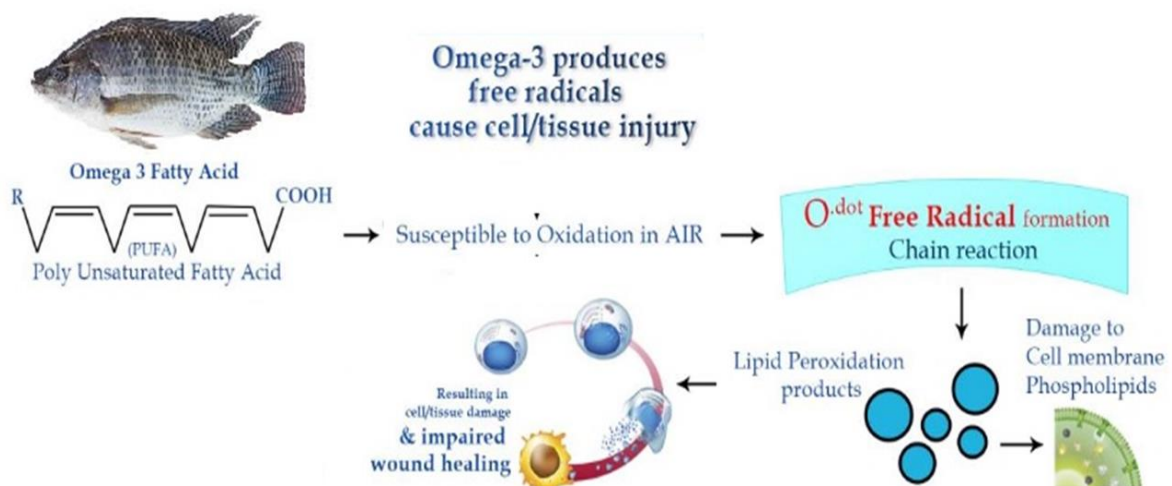 Omega-3 produces
free radicals
cause cell/tissue injury
Omega 3 Fatty Acid
R
COOH
(PUFA)
Poly Unsaturated Fatty Acid
Susceptible to Oxidation in AIR
O.dot Free Radical formation
Chain reaction
Damage to
Cell membrane
Phospholipids
Lipid Peroxidation
products
Resulting in
cell/tissue damage
& impaired
wound healing